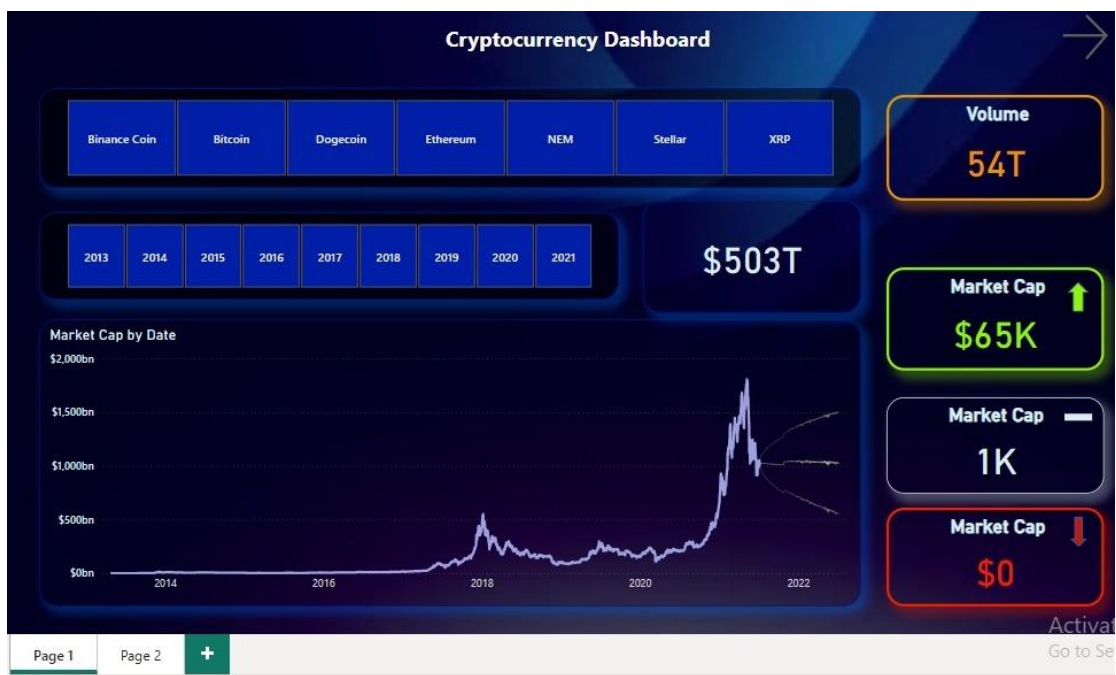 Cryptocurrency Dashboard
Binance Coin Bitcoin Dogecoin Ethereum NEM Stellar XRP
Volume
54T
2013 2014 2015 2016 2017 2018 2019 2020 2021
$503T
Market Cap
$65K
Market Cap by Date
$2,000bn
$1,500bn
$1,000bn
$500bn
$0bn
2014 2016 2018 2020 2022
Market Cap
1K
Market Cap
$0
Activat
Go to Se
Page 1 Page 2 +